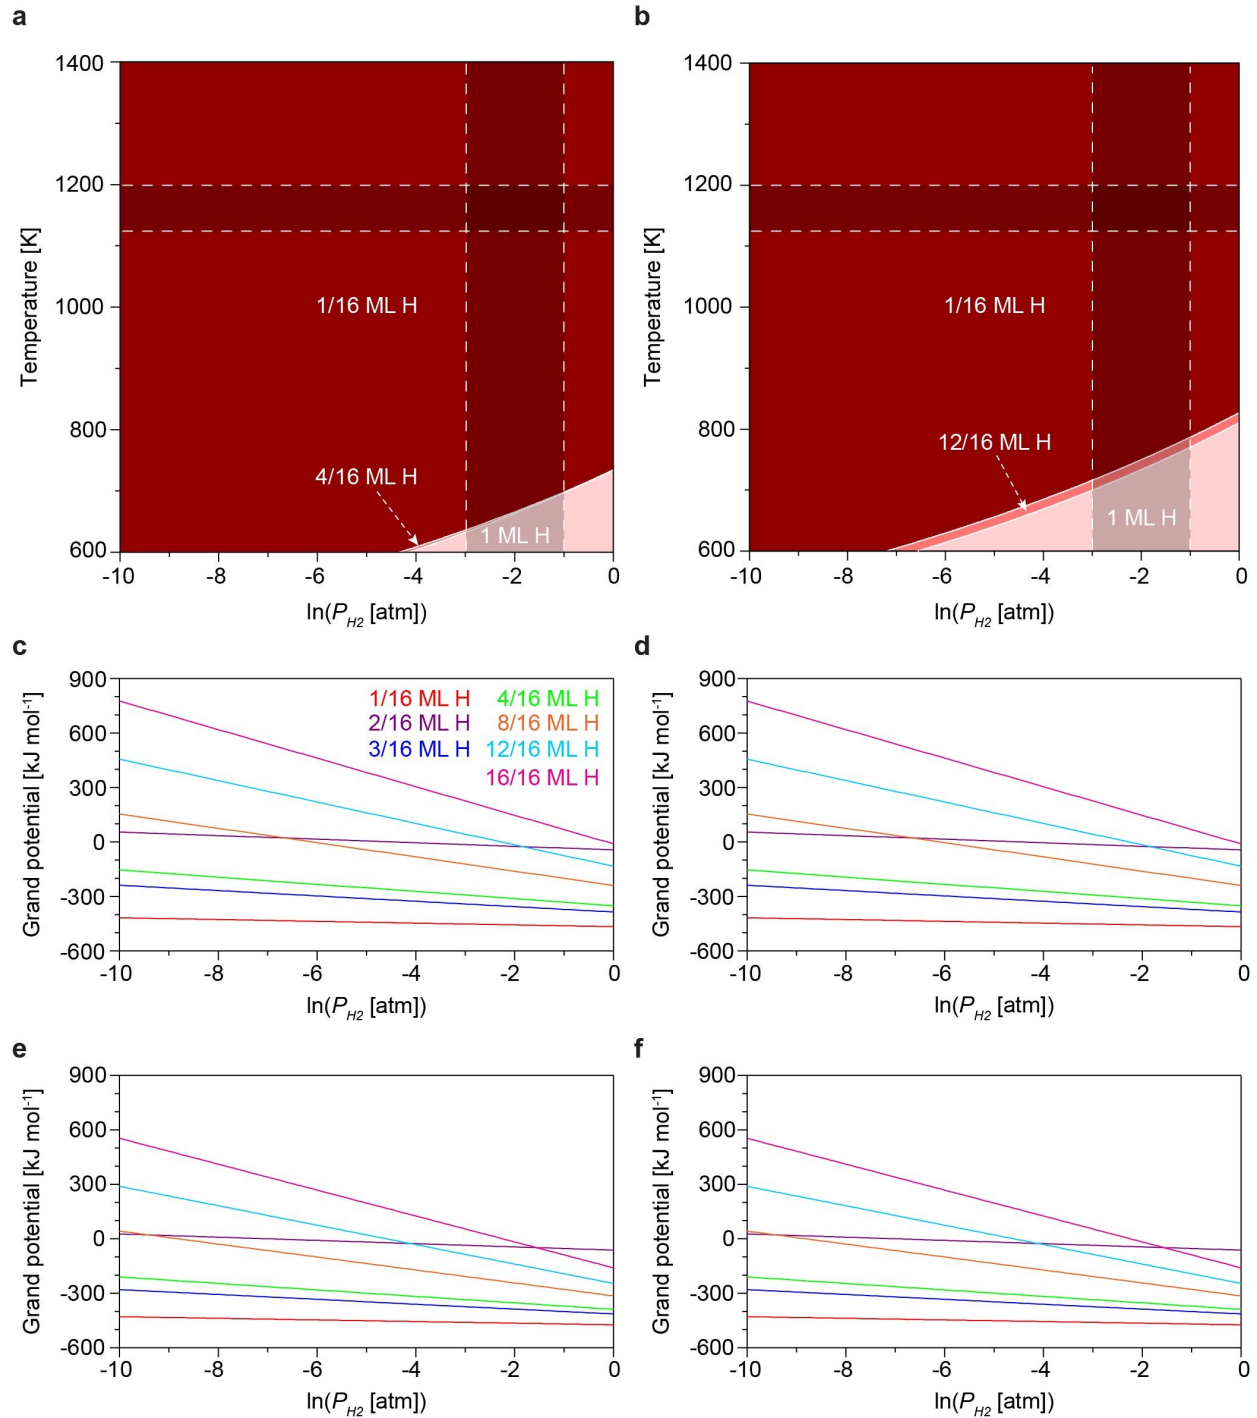 a
1400
1200
1000
800
600
Temperature [K]
1/16 ML H
4/16 ML H
1 ML H
-10 -8 -6 -4 -2 0
ln(P_H2 [atm])
b
1400
1200
1000
800
600
Temperature [K]
1/16 ML H
12/16 ML H
1 ML H
-10 -8 -6 -4 -2 0
ln(P_H2 [atm])
c
900
600
300
0
-300
-600
Grand potential [kJ mol-1]
1/16 ML H 4/16 ML H
2/16 ML H 8/16 ML H
3/16 ML H 12/16 ML H
16/16 ML H
-10 -8 -6 -4 -2 0
ln(P_H2 [atm])
d
900
600
300
0
-300
-600
Grand potential [kJ mol-1]
-10 -8 -6 -4 -2 0
ln(P_H2 [atm])
e
900
600
300
0
-300
-600
Grand potential [kJ mol-1]
-10 -8 -6 -4 -2 0
ln(P_H2 [atm])
f
900
600
300
0
-300
-600
Grand potential [kJ mol-1]
-10 -8 -6 -4 -2 0
ln(P_H2 [atm])